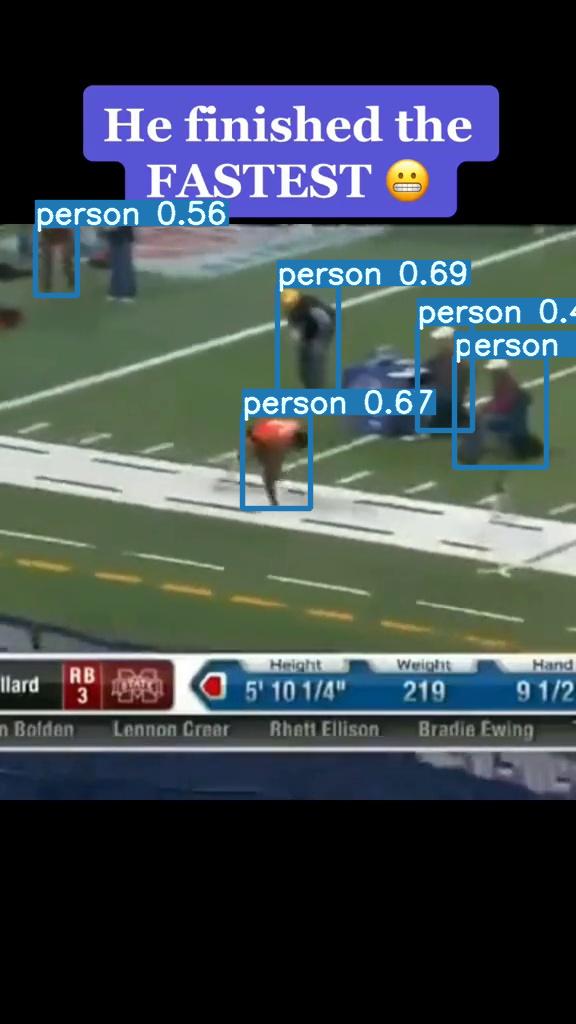 He finished the
FASTEST 😬
person 0.56
person 0.69
person 0.4
person
person 0.67
Height Weight Hand
llard RB 3 STATE 5' 10 1/4" 219 9 1/2
n Bolden Lennon Creer Rhett Ellison Bradie Ewing